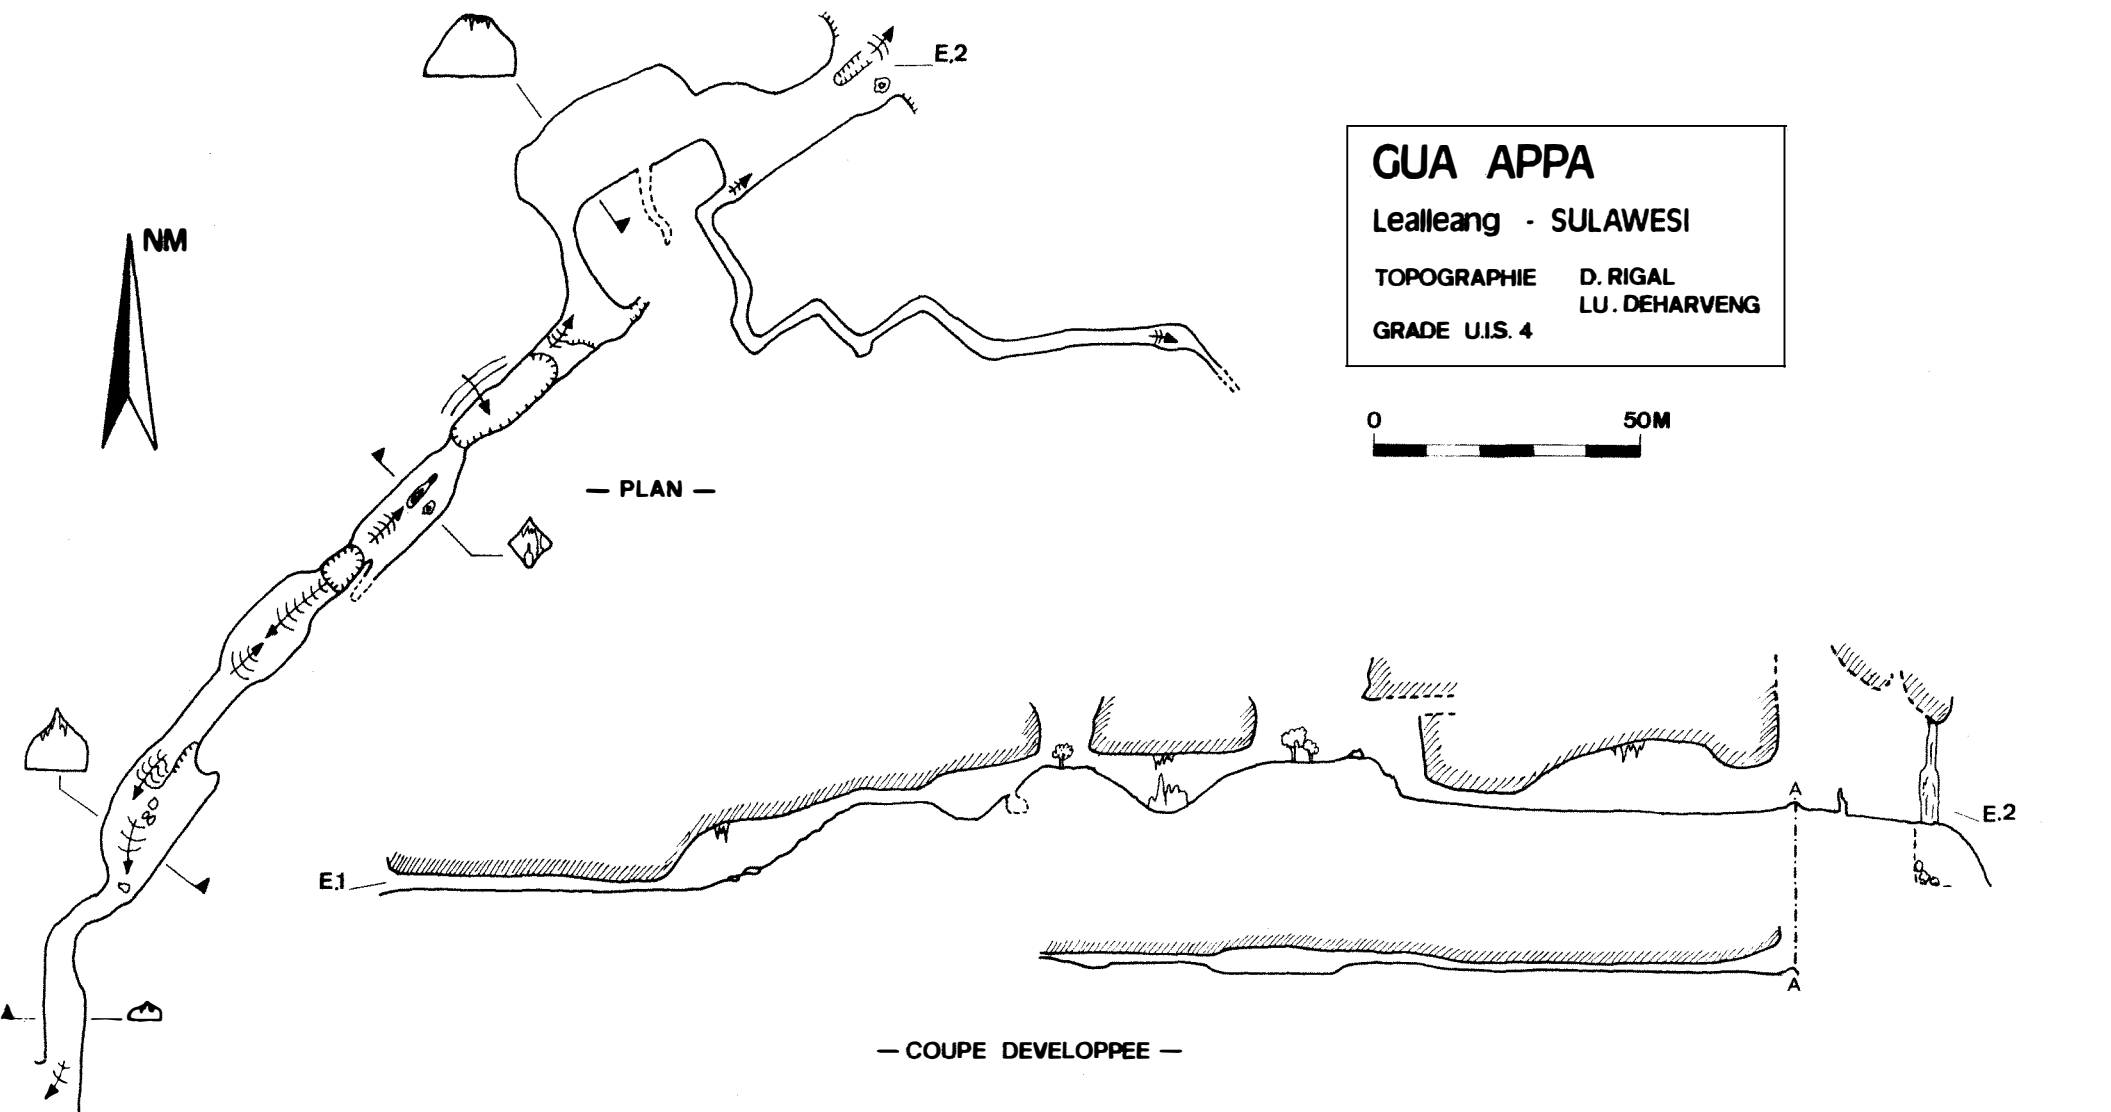 E.2
GUA APPA
Lealleang - SULAWESI
TOPOGRAPHIE D. RIGAL
LU. DEHARVENG
GRADE U.I.S. 4
NM
0 50M
— PLAN —
A
E.2
E.1
A
— COUPE DEVELOPPEE —